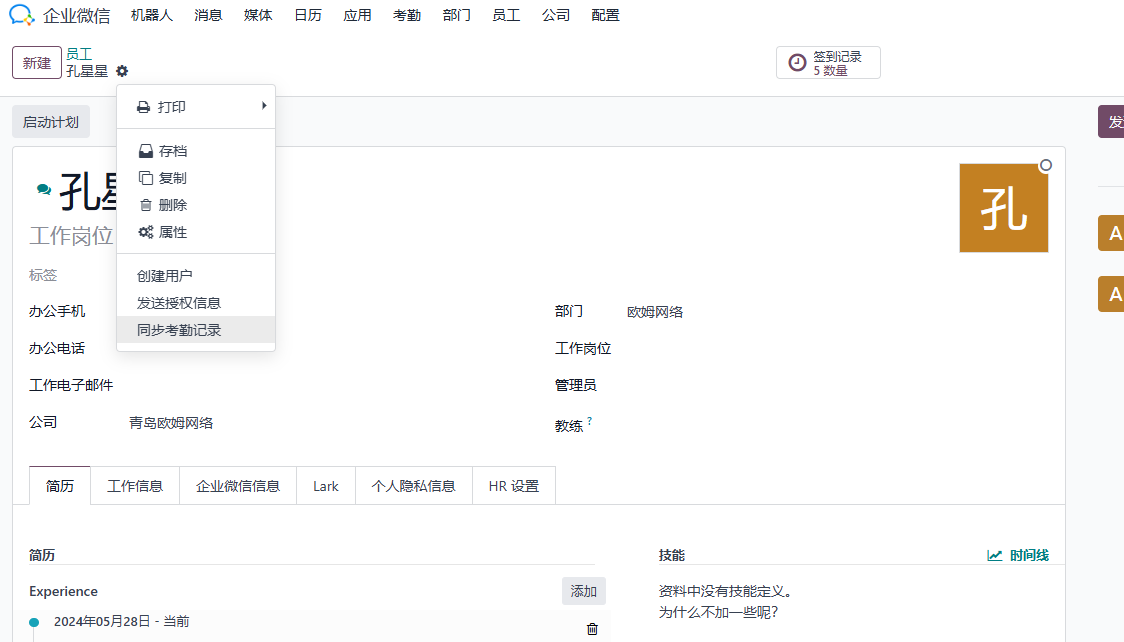 企业微信 机器人 消息 媒体 日历 应用 考勤 部门 员工 公司 配置
新建 员工
孔星星
签到记录
5 数量
启动计划
打印
存档
复制
删除
属性
创建用户
发送授权信息
同步考勤记录
孔
孔
工作岗位
标签
办公手机
部门 欧姆网络
办公电话
工作岗位
工作电子邮件
管理员
公司 青岛欧姆网络
教练 ?
A
A
简历 工作信息 企业微信信息 Lark 个人隐私信息 HR 设置
简历
技能 时间线
Experience 添加
资料中没有技能定义。
为什么不加一些呢?
2024年05月28日 - 当前